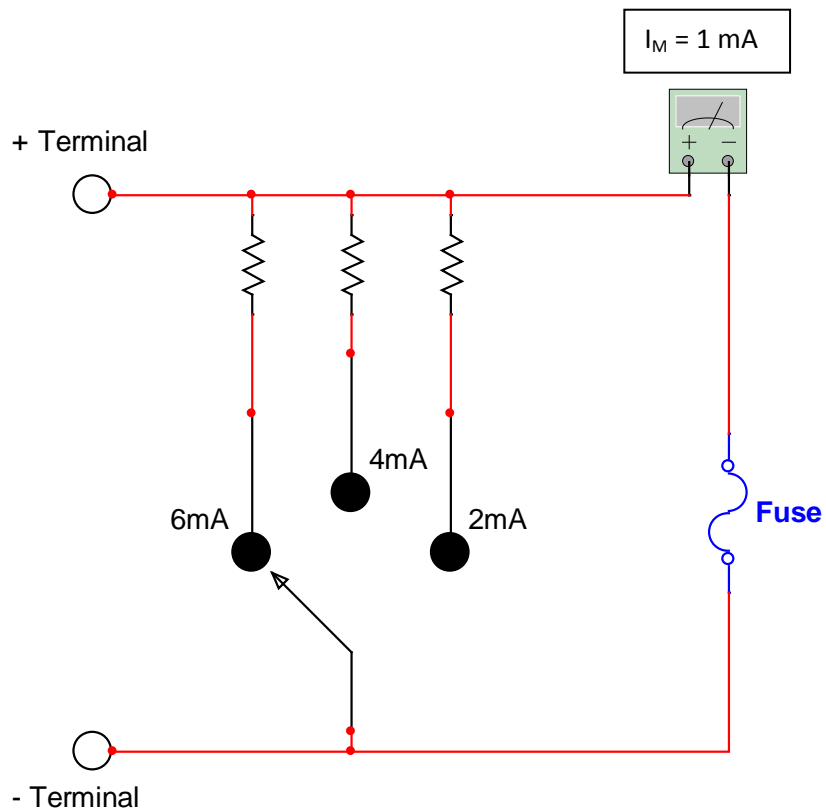 I_M = 1 mA
+ Terminal
+ −
4mA
6mA
2mA
Fuse
- Terminal